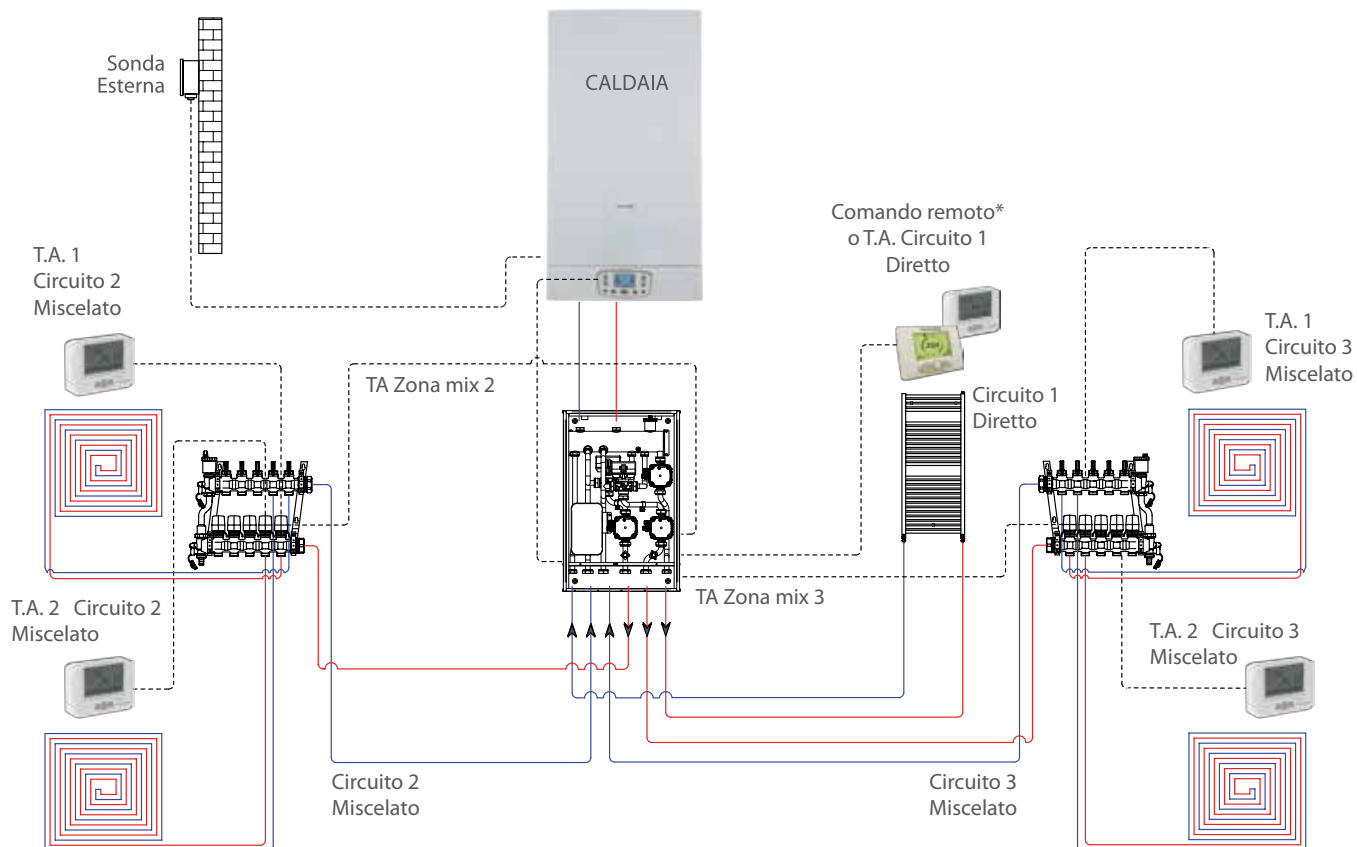 Sonda
Esterna
CALDAIA
Comando remoto*
o T.A. Circuito 1
Diretto
T.A. 1
Circuito 2
Miscelato
T.A. 1
Circuito 3
Miscelato
TA Zona mix 2
Circuito 1
Diretto
TA Zona mix 3
T.A. 2 Circuito 2
Miscelato
T.A. 2 Circuito 3
Miscelato
Circuito 2
Miscelato
Circuito 3
Miscelato